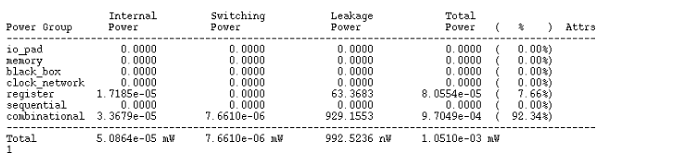 Internal Switching Leakage Total
Power Group Power Power Power Power ( % ) Attrs
--------------------------------------------------------------------------------
io_pad 0.0000 0.0000 0.0000 0.0000 ( 0.00%)
memory 0.0000 0.0000 0.0000 0.0000 ( 0.00%)
black_box 0.0000 0.0000 0.0000 0.0000 ( 0.00%)
clock_network 0.0000 0.0000 0.0000 0.0000 ( 0.00%)
register 1.7185e-05 0.0000 63.3683 8.0554e-05 ( 7.66%)
sequential 0.0000 0.0000 0.0000 0.0000 ( 0.00%)
combinational 3.3679e-05 7.6610e-06 929.1553 9.7049e-04 ( 92.34%)
--------------------------------------------------------------------------------
Total 5.0864e-05 mW 7.6610e-06 mW 992.5236 nW 1.0510e-03 mW
1